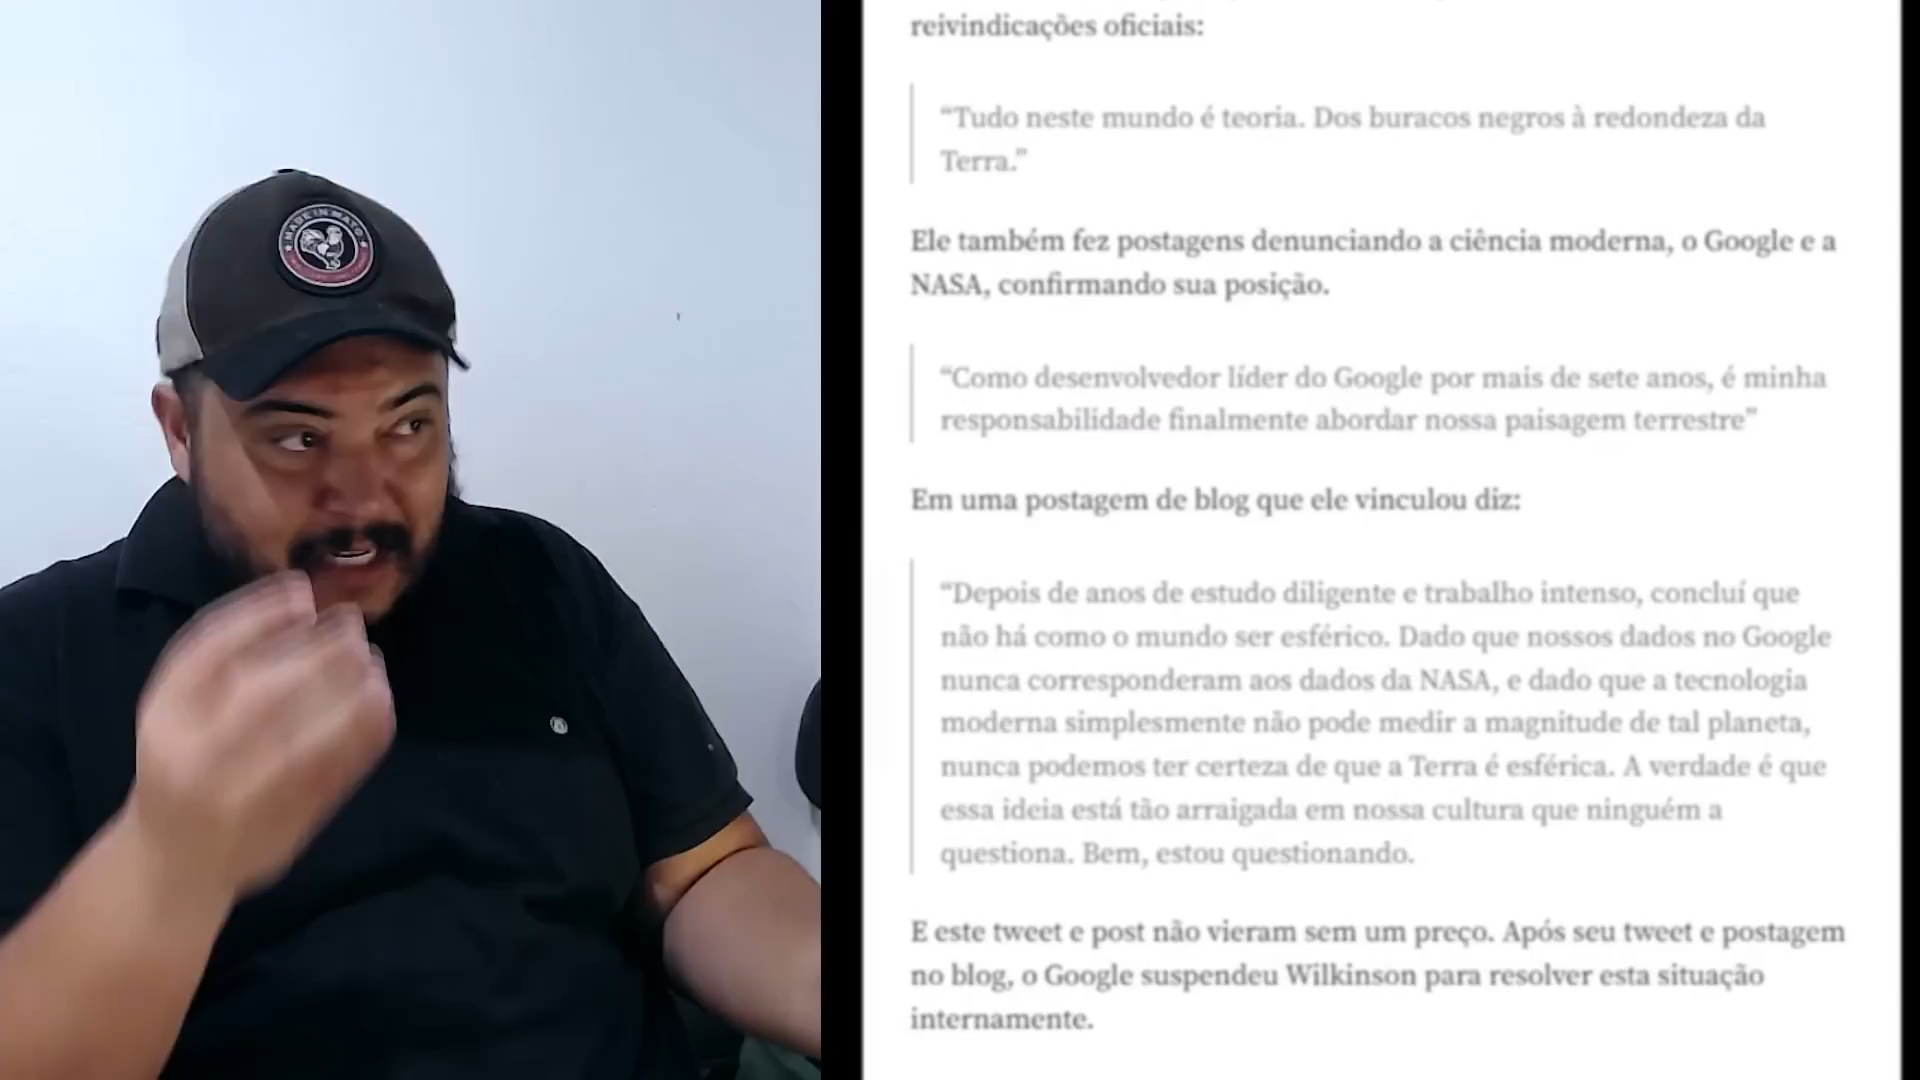 MADE IN MATO
reivindicações oficiais:
“Tudo neste mundo é teoria. Dos buracos negros à redondeza da
Terra.”
Ele também fez postagens denunciando a ciência moderna, o Google e a
NASA, confirmando sua posição.
“Como desenvolvedor líder do Google por mais de sete anos, é minha
responsabilidade finalmente abordar nossa paisagem terrestre”
Em uma postagem de blog que ele vinculou diz:
“Depois de anos de estudo diligente e trabalho intenso, concluí que
não há como o mundo ser esférico. Dado que nossos dados no Google
nunca corresponderam aos dados da NASA, e dado que a tecnologia
moderna simplesmente não pode medir a magnitude de tal planeta,
nunca podemos ter certeza de que a Terra é esférica. A verdade é que
essa ideia está tão arraigada em nossa cultura que ninguém a
questiona. Bem, estou questionando.
E este tweet e post não vieram sem um preço. Após seu tweet e postagem
no blog, o Google suspendeu Wilkinson para resolver esta situação
internamente.